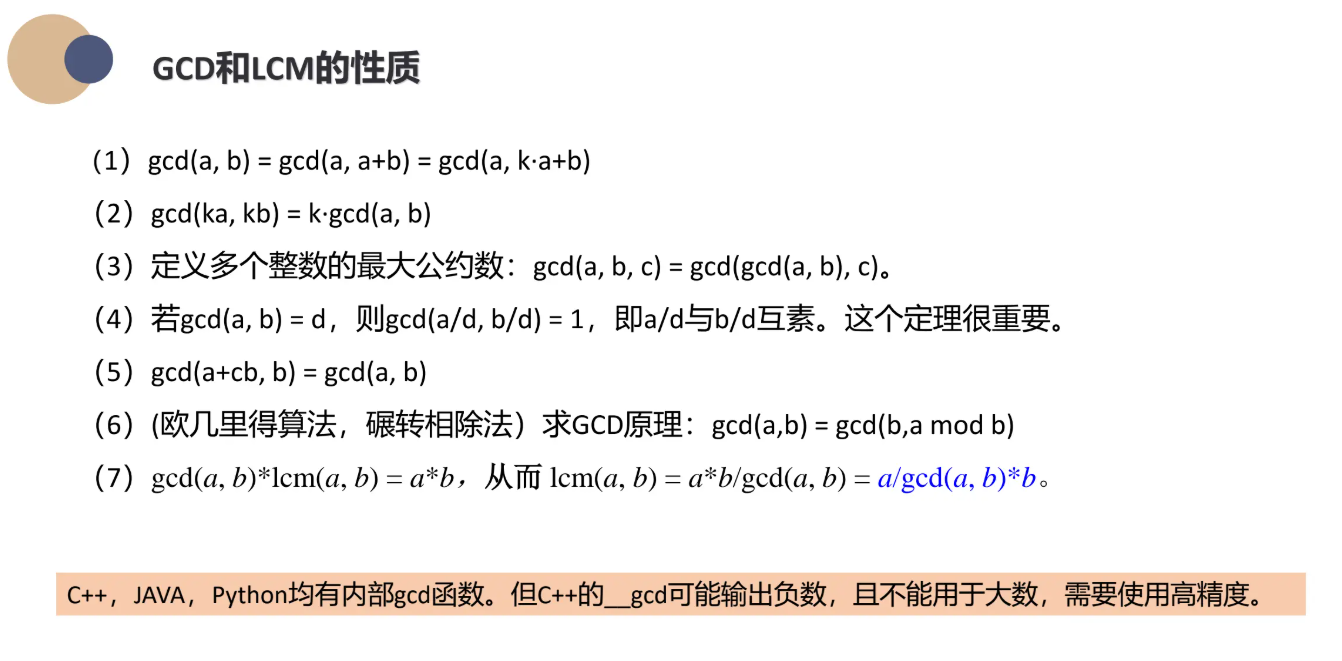 GCD和LCM的性质
（1）gcd(a, b) = gcd(a, a+b) = gcd(a, k·a+b)
（2）gcd(ka, kb) = k·gcd(a, b)
（3）定义多个整数的最大公约数：gcd(a, b, c) = gcd(gcd(a, b), c)。
（4）若gcd(a, b) = d，则gcd(a/d, b/d) = 1，即a/d与b/d互素。这个定理很重要。
（5）gcd(a+cb, b) = gcd(a, b)
（6）(欧几里得算法，碾转相除法）求GCD原理：gcd(a,b) = gcd(b,a mod b)
（7）gcd(a, b)*lcm(a, b) = a*b，从而 lcm(a, b) = a*b/gcd(a, b) = a/gcd(a, b)*b。
C++，JAVA，Python均有内部gcd函数。但C++的__gcd可能输出负数，且不能用于大数，需要使用高精度。